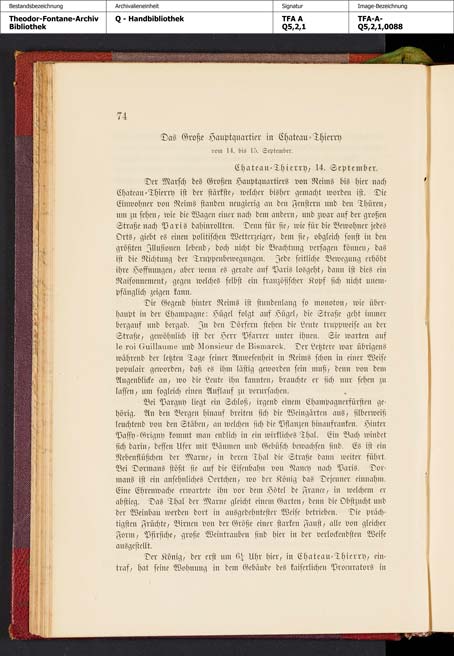 Bestandsbezeichnung
Archivalieneinheit
Signatur
Image-Bezeichnung
Theodor-Fontane-Archiv
Bibliothek
Q - Handbibliothek
TFA A
Q5,2,1
TFA-A-
Q5,2,1,0088
74
Das Große Hauptquartier in Chateau-Thierry
vom 14. bis 15. September.
Chateau-Thierry, 14. September.
Der Marsch des Großen Hauptquartiers von Reims bis hier nach
Chateau-Thierry ist der stärkste, welcher bisher gemacht worden ist. Die
Einwohner von Reims standen neugierig an den Fenstern und den Thüren,
um zu sehen, wie die Wagen einer nach dem andern, und zwar auf der großen
Straße nach Paris dahinrollten. Denn für sie, wie für die Bewohner jedes
Orts, giebt es einen politischen Wetterzeiger, dem sie, obgleich sonst in den
größten Illusionen lebend, doch nicht die Beachtung versagen können, das
ist die Richtung der Truppenbewegungen. Jede seitliche Bewegung erhöht
ihre Hoffnungen, aber wenn es gerade auf Paris losgeht, dann ist dies ein
Raisonnement, gegen welches selbst ein französischer Kopf sich nicht unem-
pfänglich zeigen kann.
Die Gegend hinter Reims ist stundenlang so monoton, wie über-
haupt in der Champagne: Hügel folgt auf Hügel, die Straße geht immer
bergauf und bergab. In den Dörfern stehen die Leute truppweise an der
Straße, gewöhnlich ist der Herr Pfarrer unter ihnen. Sie warten auf
le roi Guillaume und Monsieur de Bismarck. Der Letztere war übrigens
während der letzten Tage seiner Anwesenheit in Reims schon in einer Weise
populair geworden, daß es ihm lästig geworden sein muß; denn von dem
Augenblicke an, wo die Leute ihn kannten, brauchte er sich nur sehen zu
lassen, um sogleich einen Auflauf zu verursachen.
Bei Pargny liegt ein Schloß, irgend einem Champagnerfürsten ge-
hörig. An den Bergen hinauf breiten sich die Weingärten aus, silberweiß
leuchtend von den Stäben, an welchen sich die Pflanzen hinaufranken. Hinter
Passy-Grigny kommt man endlich in ein wirkliches Thal. Ein Bach windet
sich darin, dessen Ufer mit Bäumen und Gebüsch bewachsen sind. Es ist ein
Nebenflüßchen der Marne, in deren Thal die Straße dann weiter führt.
Bei Dormans stößt sie auf die Eisenbahn von Nancy nach Paris. Dor-
mans ist ein ansehnliches Oertchen, wo der König das Dejeuner einnahm.
Eine Ehrenwache erwartete ihn vor dem Hôtel de France, in welchem er
abstieg. Das Thal der Marne gleicht einem Garten, denn die Obstzucht und
der Weinbau werden dort in ausgedehntester Weise betrieben. Die präch-
tigsten Früchte, Birnen von der Größe einer starken Faust, alle von gleicher
Form, Pfirsiche, große Weintrauben sind hier in der verlockendsten Weise
ausgestellt.
Der König, der erst um 6½ Uhr hier, in Chateau-Thierry, ein-
traf, hat seine Wohnung in dem Gebäude des kaiserlichen Procurators in